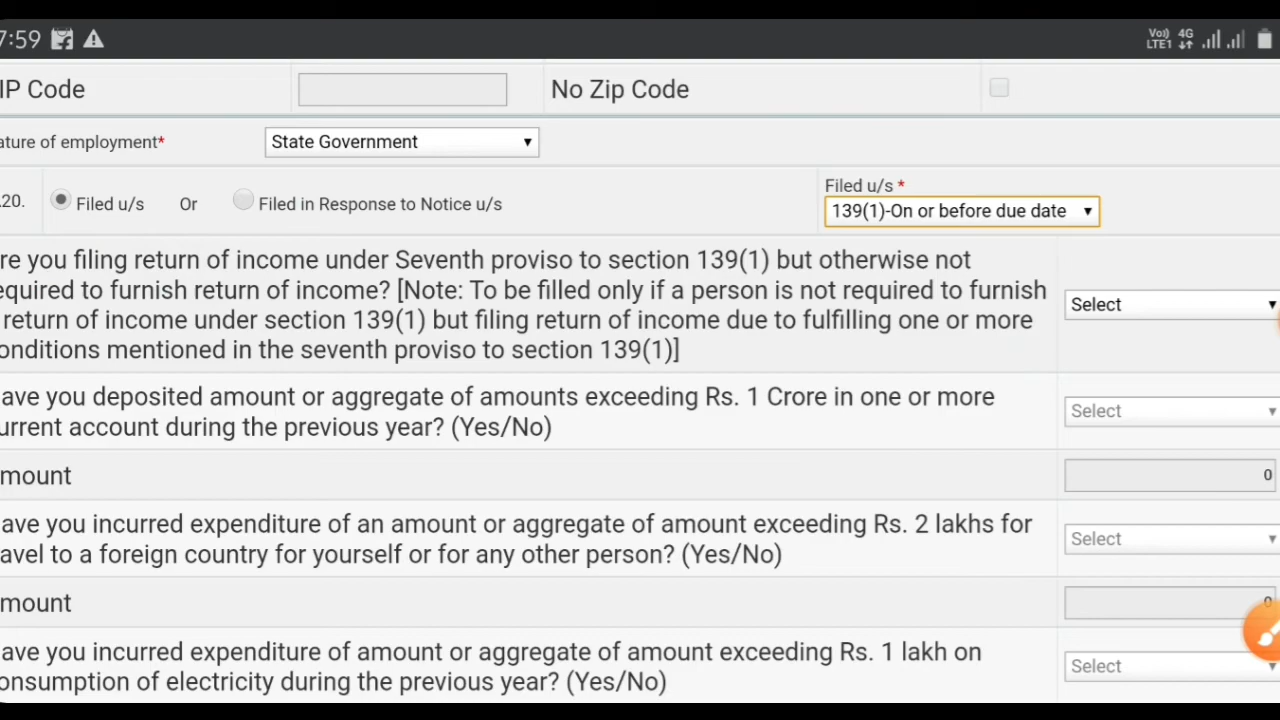 7:59 Vo)) LTE1 4G
IP Code No Zip Code
ature of employment* State Government
20. Filed u/s Or Filed in Response to Notice u/s Filed u/s *
139(1)-On or before due date
re you filing return of income under Seventh proviso to section 139(1) but otherwise not
equired to furnish return of income? [Note: To be filled only if a person is not required to furnish
return of income under section 139(1) but filing return of income due to fulfilling one or more
onditions mentioned in the seventh proviso to section 139(1)]
Select
ave you deposited amount or aggregate of amounts exceeding Rs. 1 Crore in one or more
urrent account during the previous year? (Yes/No)
Select
mount 0
ave you incurred expenditure of an amount or aggregate of amount exceeding Rs. 2 lakhs for
avel to a foreign country for yourself or for any other person? (Yes/No)
Select
mount 0
ave you incurred expenditure of amount or aggregate of amount exceeding Rs. 1 lakh on
onsumption of electricity during the previous year? (Yes/No)
Select